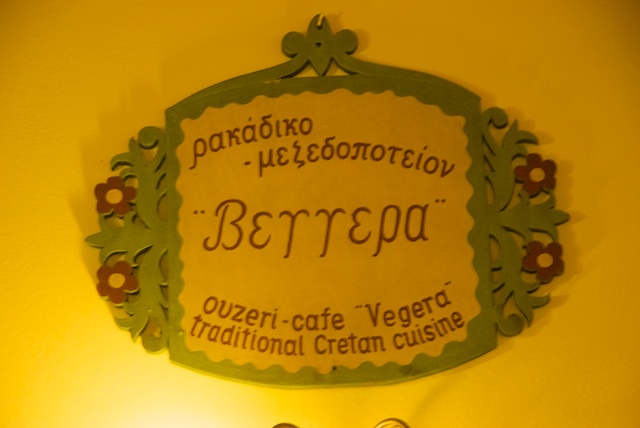 ρακάδικο
-μεζεδοποτείον
"Βεγγερα"
ouzeri-cafe "Vegera"
traditional Cretan cuisine